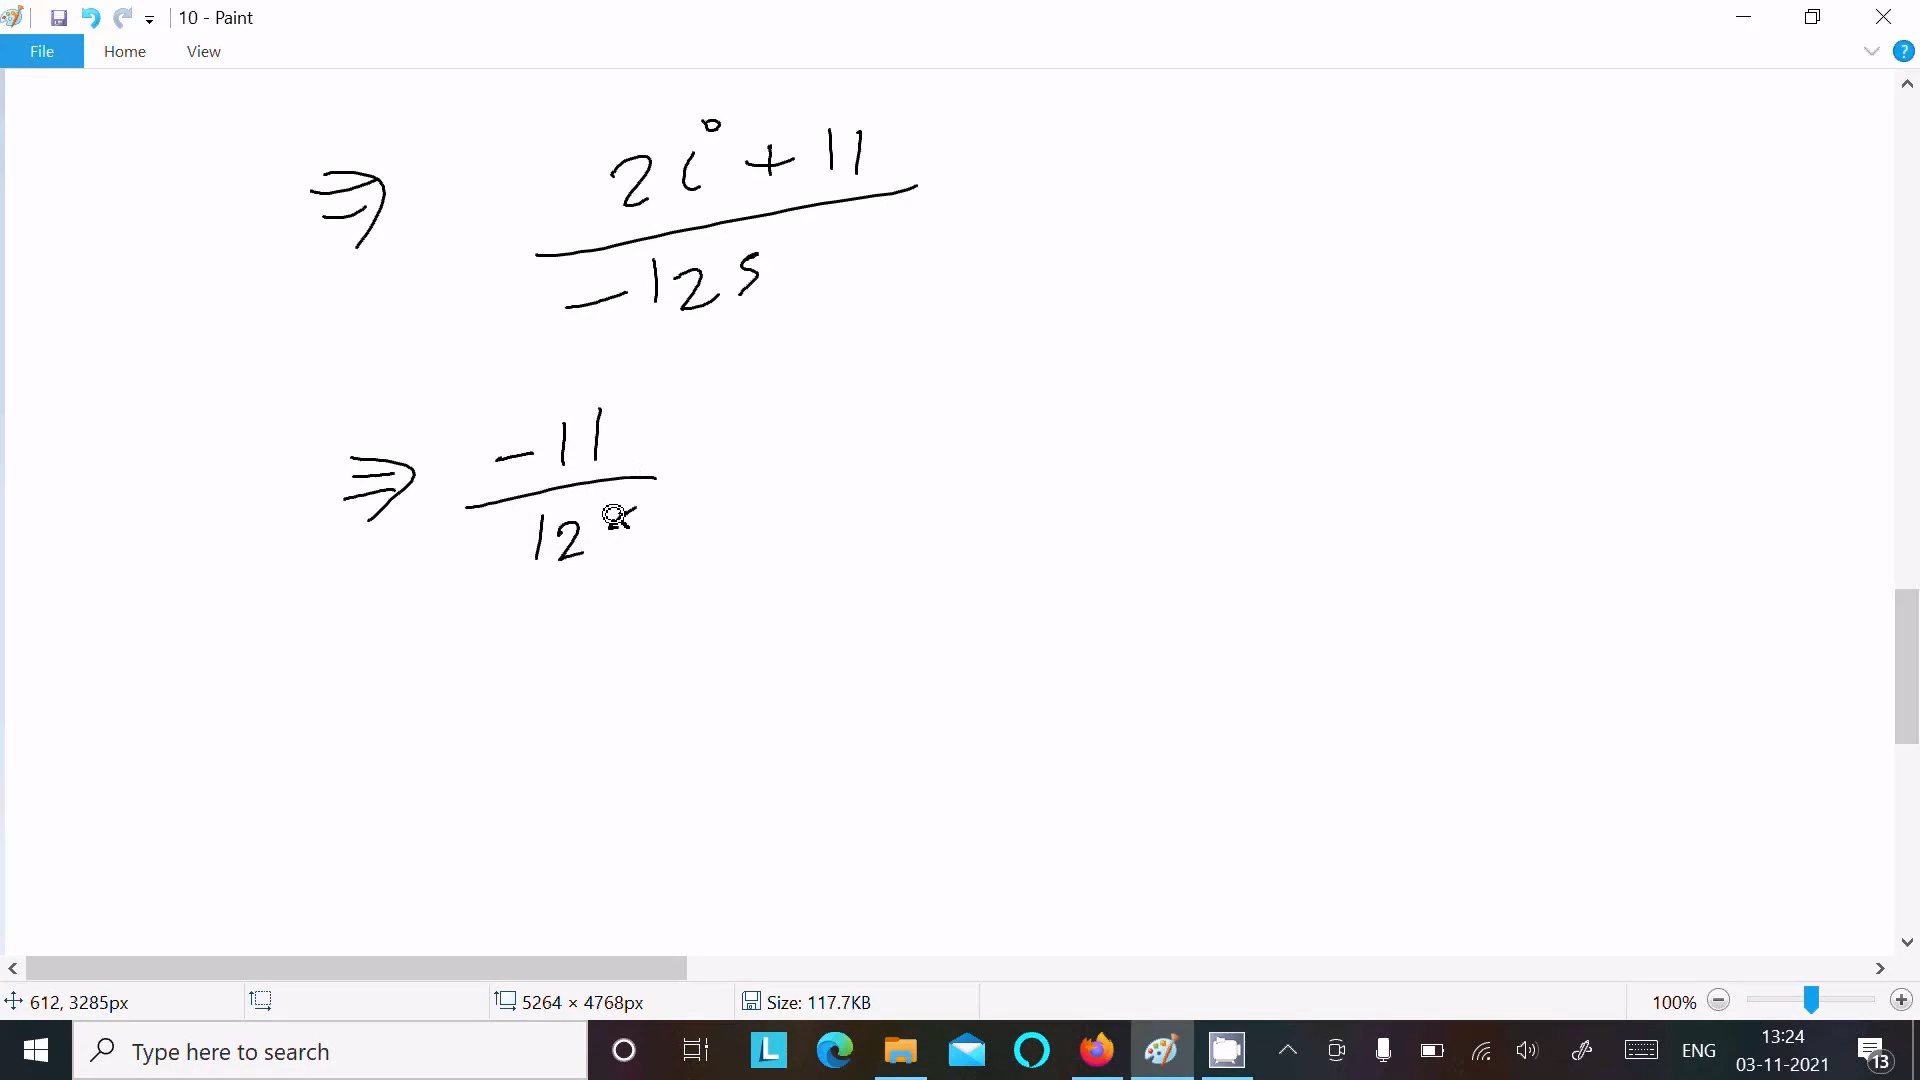 10 - Paint
File Home View
⇒ 2i + 11
-125
⇒ -11
12
612, 3285px 5264 × 4768px Size: 117.7KB 100%
Type here to search L ENG 13:24
03-11-2021 13